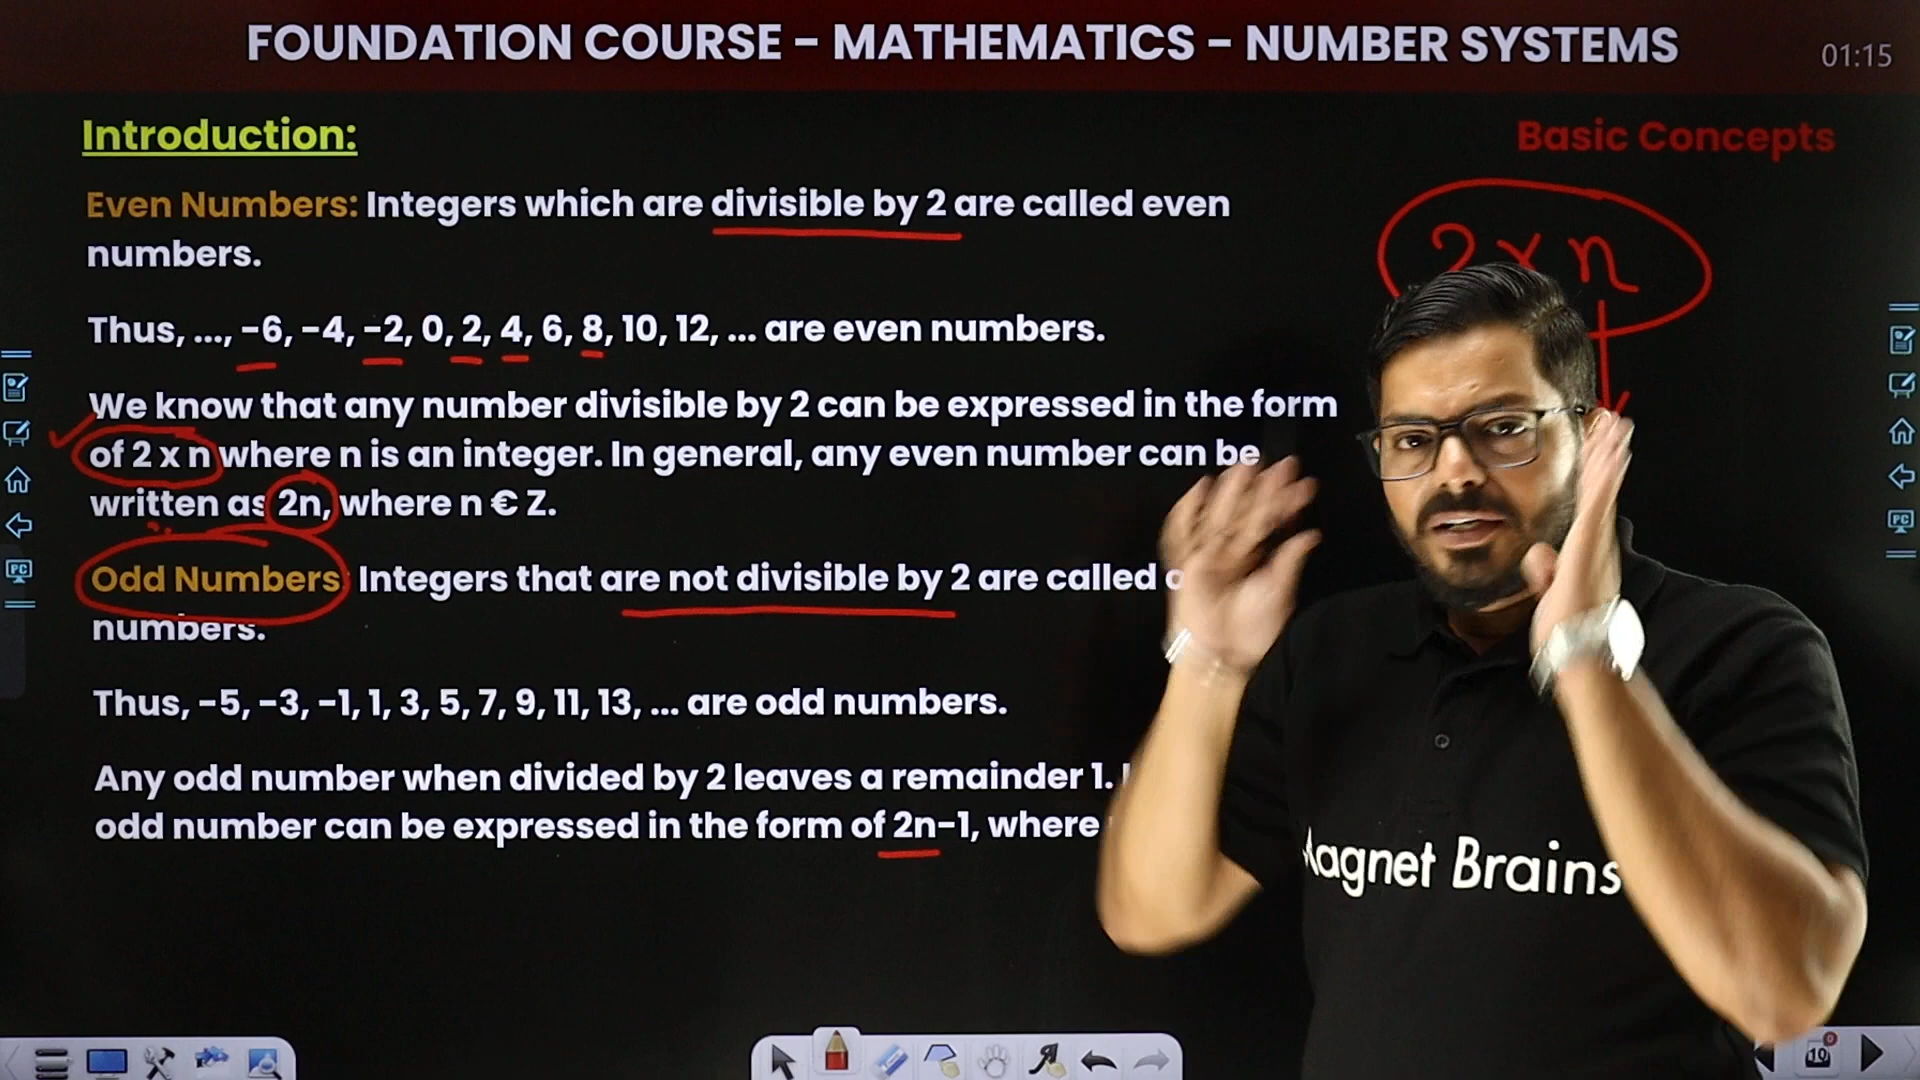 FOUNDATION COURSE - MATHEMATICS - NUMBER SYSTEMS
01:15
Introduction:
Basic Concepts
Even Numbers: Integers which are divisible by 2 are called even
numbers.
2 x n
Thus, ..., -6, -4, -2, 0, 2, 4, 6, 8, 10, 12, ... are even numbers.
We know that any number divisible by 2 can be expressed in the form
of 2 x n where n is an integer. In general, any even number can be
written as 2n, where n € Z.
Odd Numbers: Integers that are not divisible by 2 are called
numbers.
Thus, -5, -3, -1, 1, 3, 5, 7, 9, 11, 13, ... are odd numbers.
Any odd number when divided by 2 leaves a remainder 1.
odd number can be expressed in the form of 2n-1, where
Magnet Brains
PC
PC
10
0